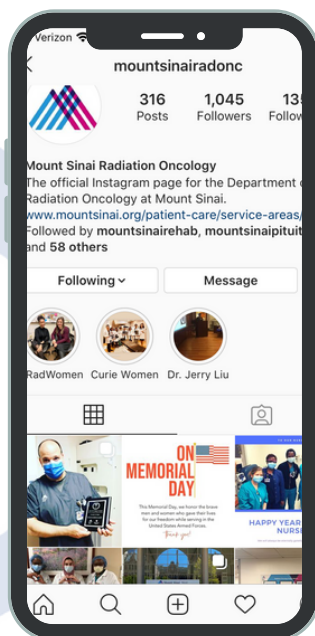 Verizon
mountsinairadonc
316 1,045 135
Posts Followers Follow
Mount Sinai Radiation Oncology
The official Instagram page for the Department
Radiation Oncology at Mount Sinai.
www.mountsinai.org/patient-care/service-areas/
Followed by mountsinairehab, mountsinaipituit
and 58 others
Following Message
RadWomen Curie Women Dr. Jerry Liu
ON
MEMORIAL
DAY
This Memorial Day, we honor the brave
men and women who gave their lives
for our freedom while serving in the
United States Armed Forces.
Thank you!
HAPPY YEAR
NURSE